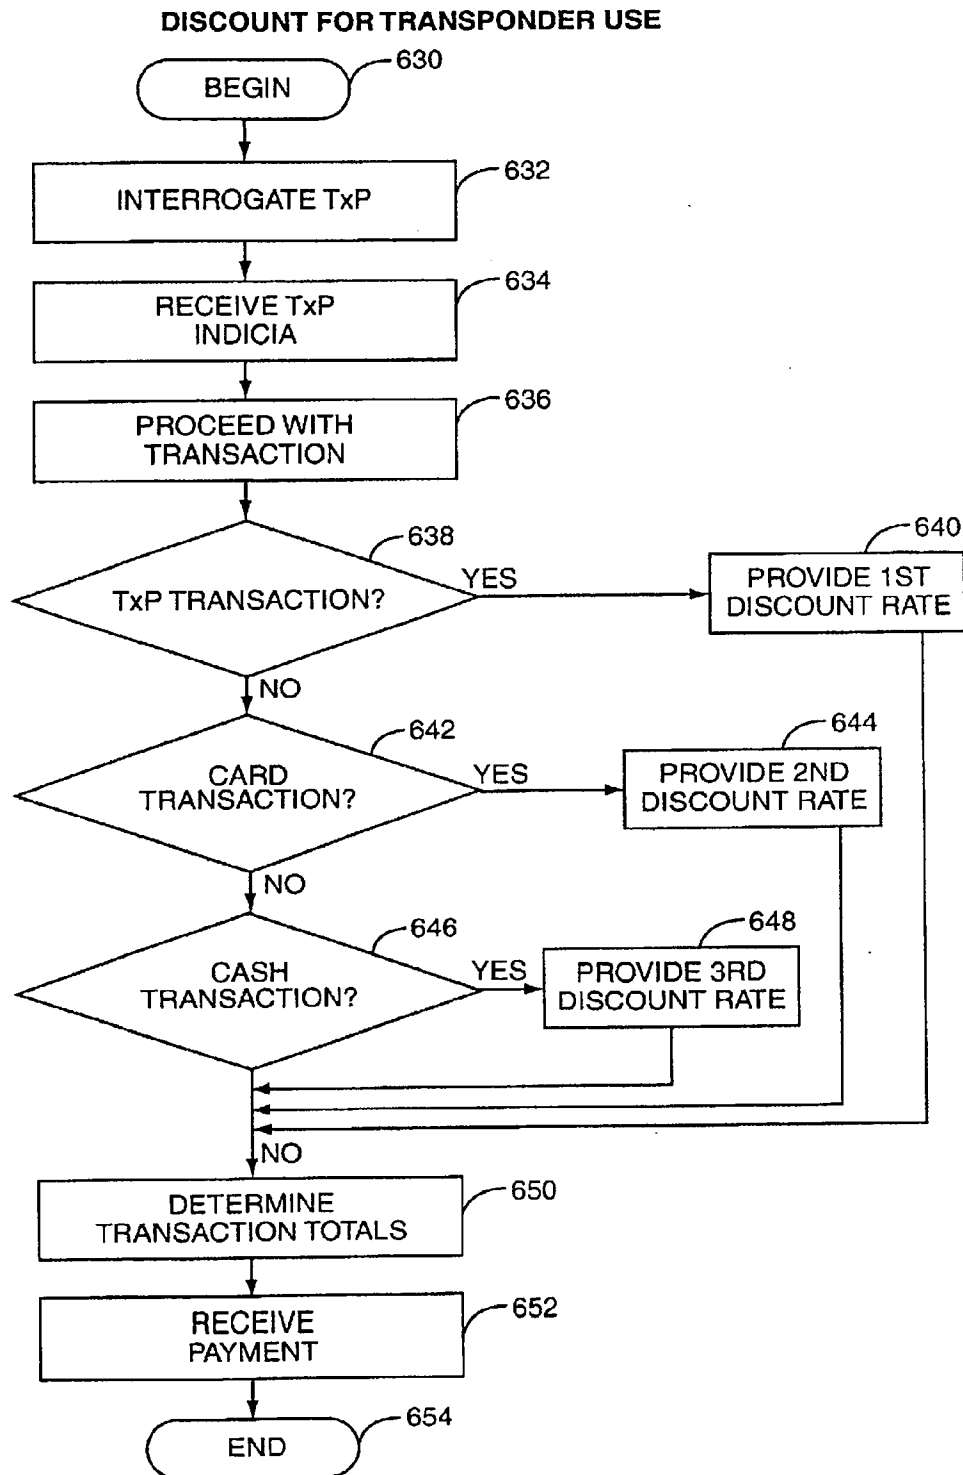 DISCOUNT FOR TRANSPONDER USE
BEGIN
630
INTERROGATE TxP
632
RECEIVE TxP
INDICIA
634
PROCEED WITH
TRANSACTION
636
TxP TRANSACTION?
638
YES
PROVIDE 1ST
DISCOUNT RATE
640
NO
CARD
TRANSACTION?
642
YES
PROVIDE 2ND
DISCOUNT RATE
644
NO
CASH
TRANSACTION?
646
YES
PROVIDE 3RD
DISCOUNT RATE
648
NO
DETERMINE
TRANSACTION TOTALS
650
RECEIVE
PAYMENT
652
END
654